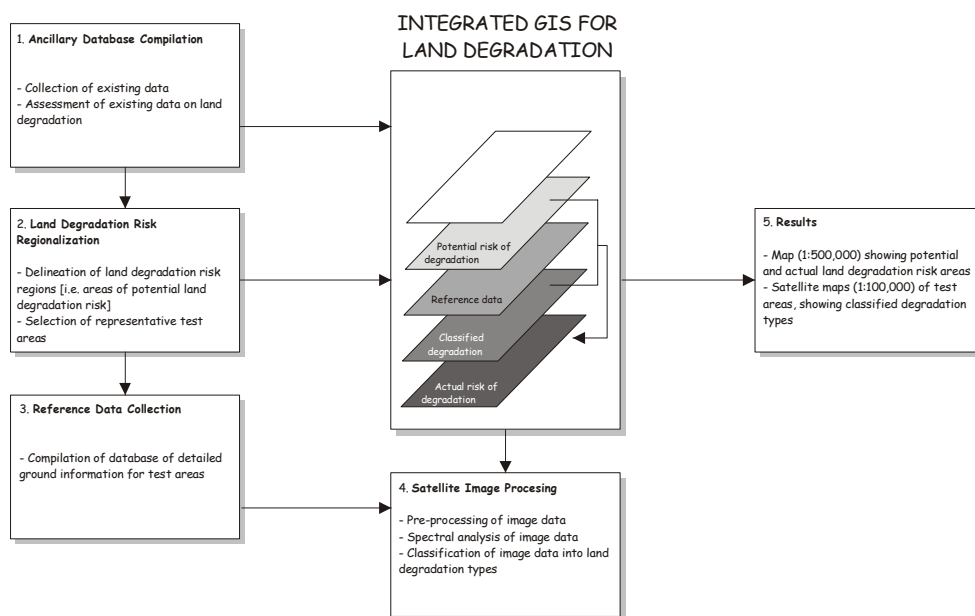 INTEGRATED GIS FOR
LAND DEGRADATION
1. Ancillary Database Compilation
- Collection of existing data
- Assessment of existing data on land
degradation
2. Land Degradation Risk
Regionalization
- Delineation of land degradation risk
regions [i.e. areas of potential land
degradation risk]
- Selection of representative test
areas
3. Reference Data Collection
- Compilation of database of detailed
ground information for test areas
Potential risk of
degradation
Reference data
Classified
degradation
Actual risk of
degradation
4. Satellite Image Procesing
- Pre-processing of image data
- Spectral analysis of image data
- Classification of image data into land
degradation types
5. Results
- Map (1:500,000) showing potential
and actual land degradation risk areas
- Satellite maps (1:100,000) of test
areas, showing classified degradation
types